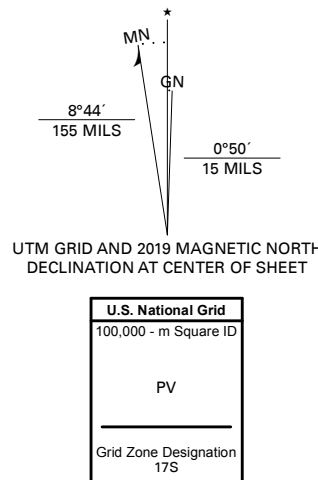 ★
MN
GN
8°44´
155 MILS
0°50´
15 MILS
UTM GRID AND 2019 MAGNETIC NORTH
DECLINATION AT CENTER OF SHEET
U.S. National Grid
100,000 - m Square ID
PV
Grid Zone Designation
17S